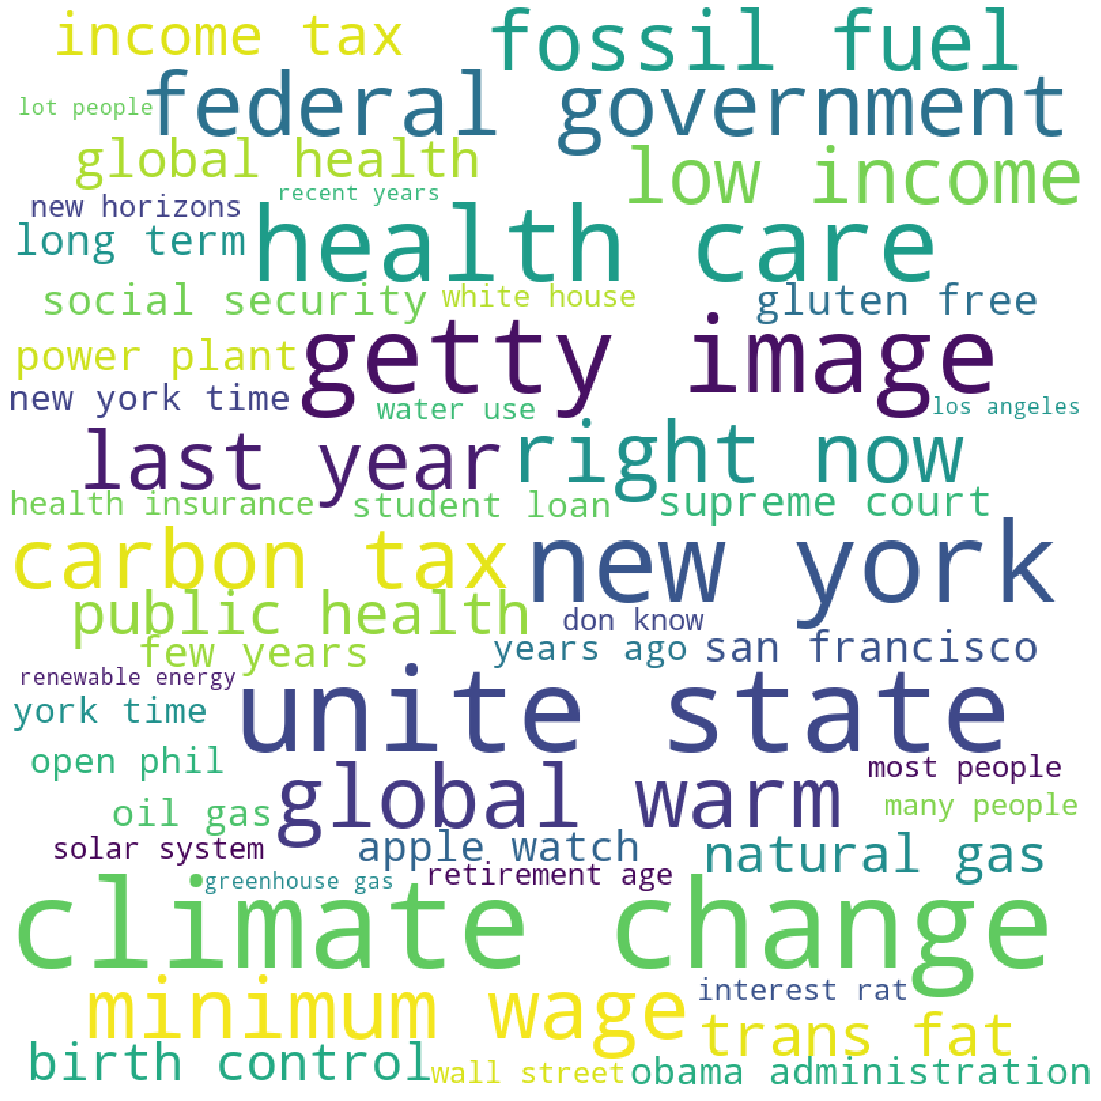 income tax
fossil fuel
lot people
federal government
global health
low income
recent years
new horizons
health care
long term
social security
white house
gluten free
power plant
getty image
new york time
water use
los angeles
last year
right now
health insurance
student loan
supreme court
carbon tax
new york
public health
don know
few years
years ago
san francisco
renewable energy
unite state
york time
open phil
global warm
most people
oil gas
many people
solar system
apple watch
natural gas
greenhouse gas
retirement age
climate change
minimum wage
interest rat
trans fat
birth control
wall street
obama administration